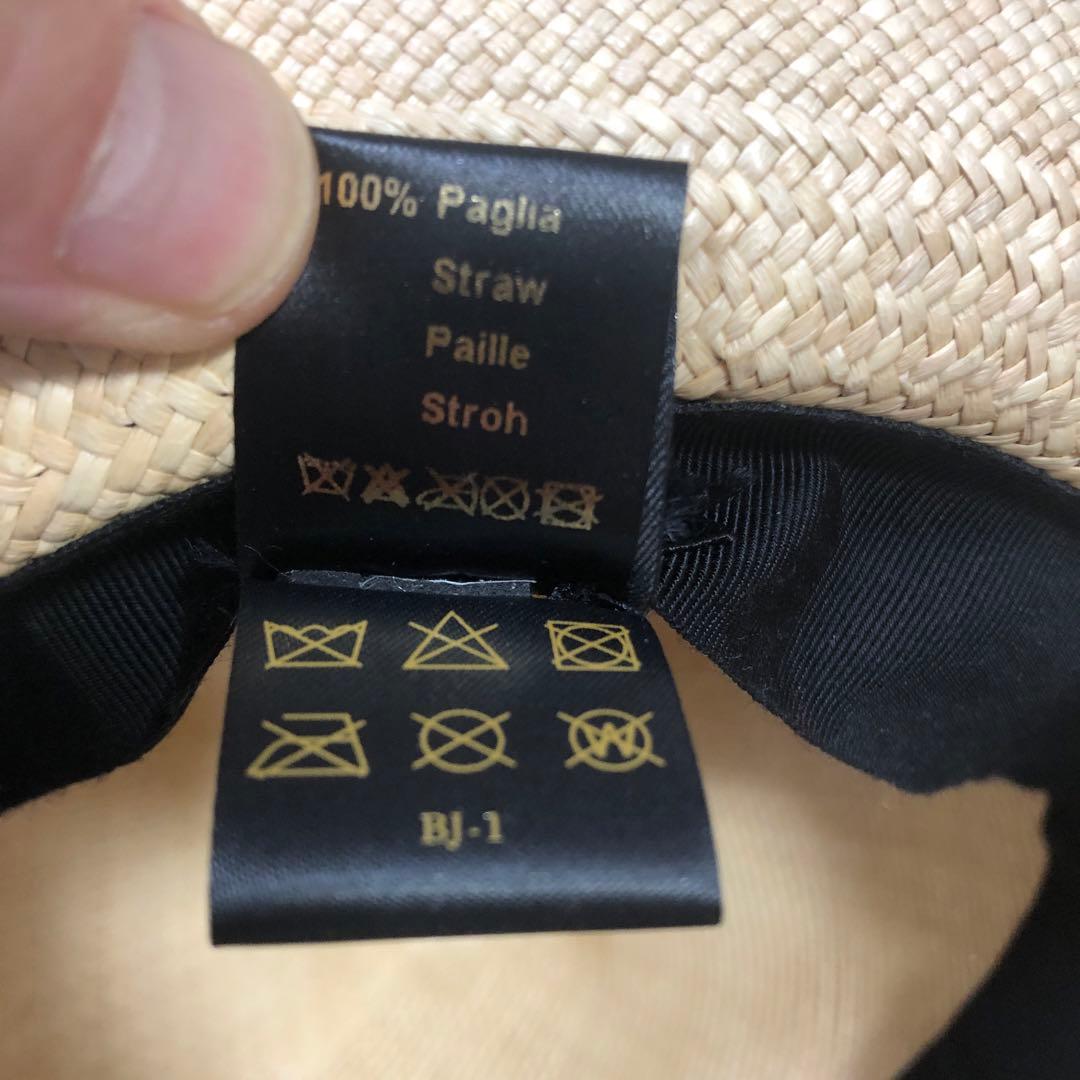 100% Paglia
Straw
Paille
Stroh
W
BJ-1